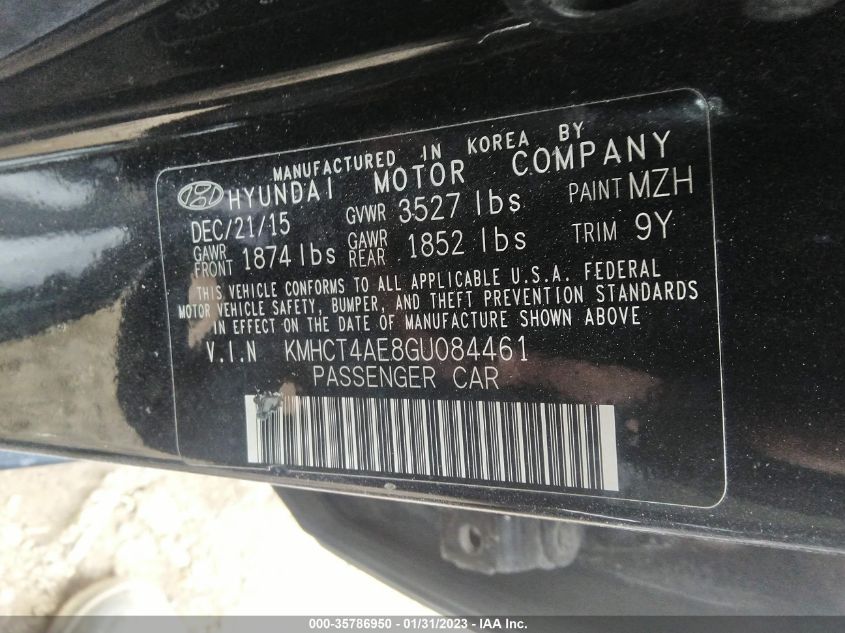 MANUFACTURED IN KOREA BY
HYUNDAI MOTOR COMPANY
DEC/21/15 GVWR 3527 lbs PAINT MZH
GAWR FRONT 1874 lbs GAWR REAR 1852 lbs TRIM 9Y
THIS VEHICLE CONFORMS TO ALL APPLICABLE U.S.A. FEDERAL
MOTOR VEHICLE SAFETY, BUMPER, AND THEFT PREVENTION STANDARDS
IN EFFECT ON THE DATE OF MANUFACTURE SHOWN ABOVE
V.I.N KMHCT4AE8GU084461
PASSENGER CAR
000-35786950 - 01/31/2023 - IAA Inc.